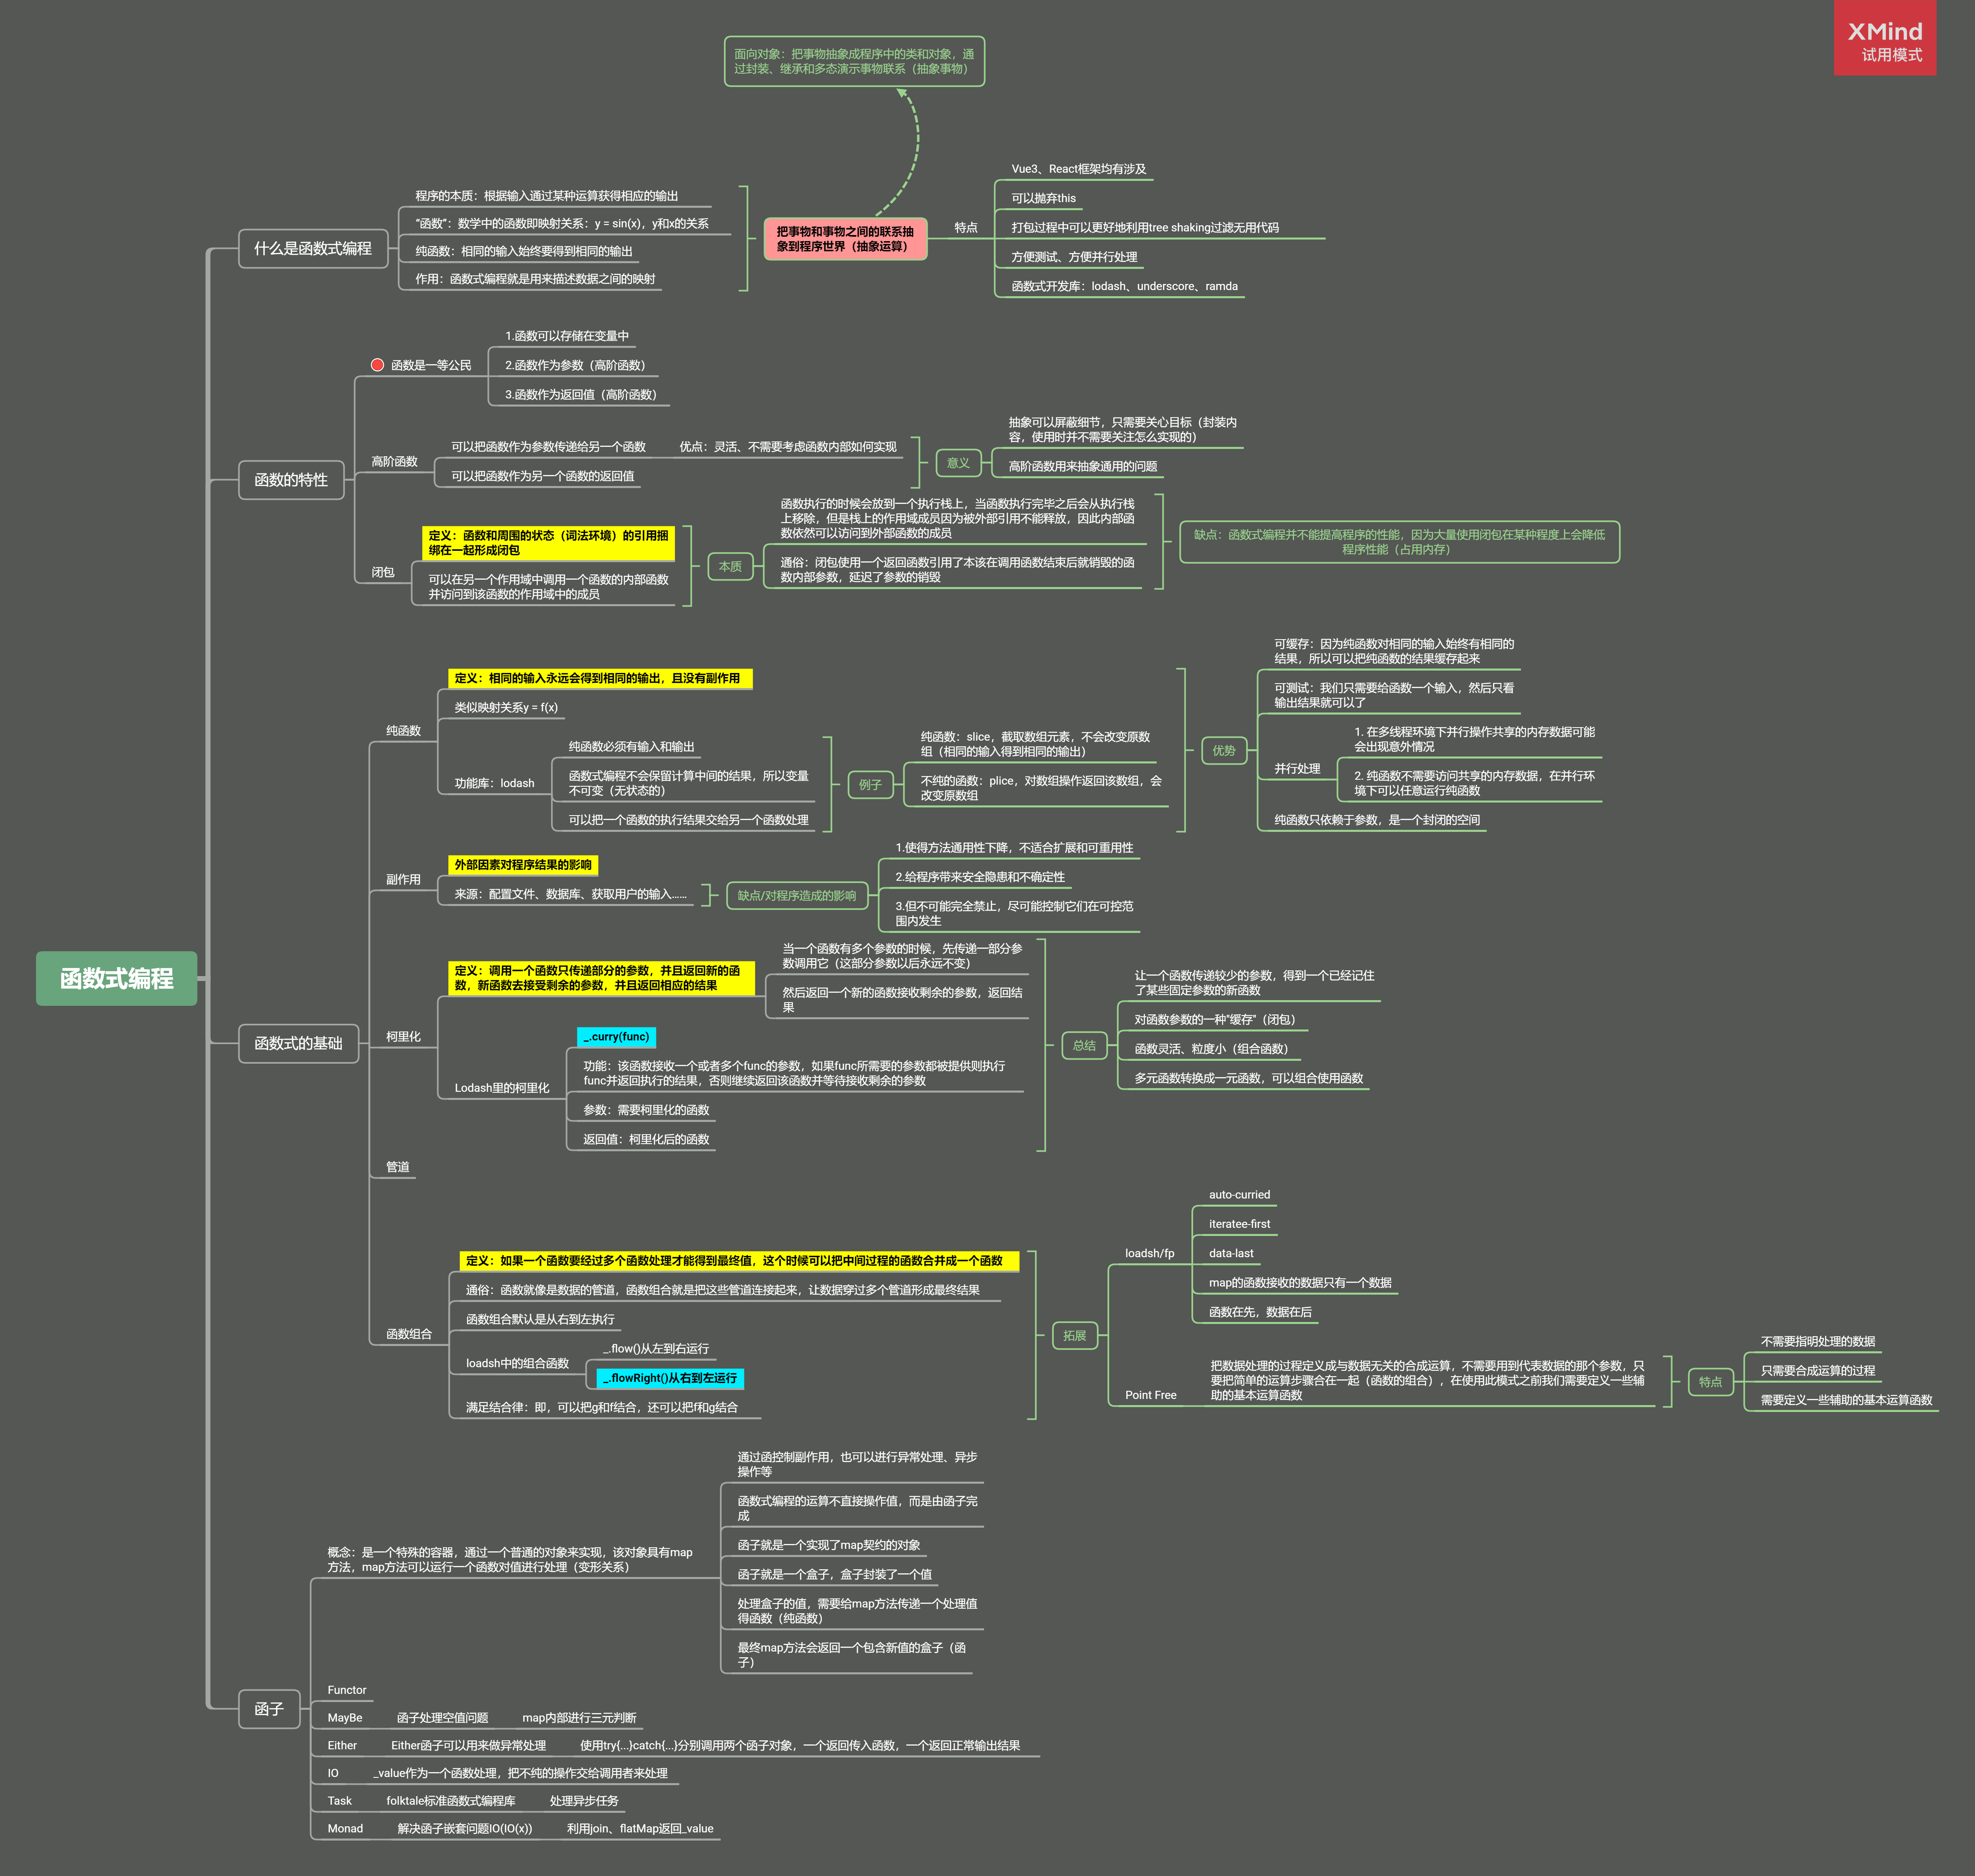 XMind
试用模式
面向对象：把事物抽象成程序中的类和对象，通
过封装、继承和多态演示事物联系（抽象事物）
函数式编程
什么是函数式编程
程序的本质：根据输入通过某种运算获得相应的输出
“函数”：数学中的函数即映射关系：y = sin(x)，y和x的关系
纯函数：相同的输入始终要得到相同的输出
作用：函数式编程就是用来描述数据之间的映射
把事物和事物之间的联系抽
象到程序世界（抽象运算）
特点
Vue3、React框架均有涉及
可以抛弃this
打包过程中可以更好地利用tree shaking过滤无用代码
方便测试、方便并行处理
函数式开发库：lodash、underscore、ramda
函数的特性
函数是一等公民
1.函数可以存储在变量中
2.函数作为参数（高阶函数）
3.函数作为返回值（高阶函数）
高阶函数
可以把函数作为参数传递给另一个函数
优点：灵活、不需要考虑函数内部如何实现
可以把函数作为另一个函数的返回值
意义
抽象可以屏蔽细节，只需要关心目标（封装内
容，使用时并不需要关注怎么实现的）
高阶函数用来抽象通用的问题
闭包
定义：函数和周围的状态（词法环境）的引用捆
绑在一起形成闭包
可以在另一个作用域中调用一个函数的内部函数
并访问到该函数的作用域中的成员
本质
函数执行的时候会放到一个执行栈上，当函数执行完毕之后会从执行栈
上移除，但是栈上的作用域成员因为被外部引用不能释放，因此内部函
数依然可以访问到外部函数的成员
通俗：闭包使用一个返回函数引用了本该在调用函数结束后就销毁的函
数内部参数，延迟了参数的销毁
缺点：函数式编程并不能提高程序的性能，因为大量使用闭包在某种程度上会降低
程序性能（占用内存）
函数式的基础
纯函数
定义：相同的输入永远会得到相同的输出，且没有副作用
类似映射关系y = f(x)
功能库：lodash
纯函数必须有输入和输出
函数式编程不会保留计算中间的结果，所以变量
不可变（无状态的）
可以把一个函数的执行结果交给另一个函数处理
例子
纯函数：slice，截取数组元素，不会改变原数
组（相同的输入得到相同的输出）
不纯的函数：plice，对数组操作返回该数组，会
改变原数组
优势
可缓存：因为纯函数对相同的输入始终有相同的
结果，所以可以把纯函数的结果缓存起来
可测试：我们只需要给函数一个输入，然后只看
输出结果就可以了
并行处理
1. 在多线程环境下并行操作共享的内存数据可能
会出现意外情况
2. 纯函数不需要访问共享的内存数据，在并行环
境下可以任意运行纯函数
纯函数只依赖于参数，是一个封闭的空间
副作用
外部因素对程序结果的影响
来源：配置文件、数据库、获取用户的输入......
缺点/对程序造成的影响
1.使得方法通用性下降，不适合扩展和可重用性
2.给程序带来安全隐患和不确定性
3.但不可能完全禁止，尽可能控制它们在可控范
围内发生
柯里化
定义：调用一个函数只传递部分的参数，并且返回新的函
数，新函数去接受剩余的参数，并且返回相应的结果
当一个函数有多个参数的时候，先传递一部分参
数调用它（这部分参数以后永远不变）
然后返回一个新的函数接收剩余的参数，返回结
果
Lodash里的柯里化
_.curry(func)
功能：该函数接收一个或者多个func的参数，如果func所需要的参数都被提供则执行
func并返回执行的结果，否则继续返回该函数并等待接收剩余的参数
参数：需要柯里化的函数
返回值：柯里化后的函数
总结
让一个函数传递较少的参数，得到一个已经记住
了某些固定参数的新函数
对函数参数的一种"缓存"（闭包）
函数灵活、粒度小（组合函数）
多元函数转换成一元函数，可以组合使用函数
管道
函数组合
定义：如果一个函数要经过多个函数处理才能得到最终值，这个时候可以把中间过程的函数合并成一个函数
通俗：函数就像是数据的管道，函数组合就是把这些管道连接起来，让数据穿过多个管道形成最终结果
函数组合默认是从右到左执行
loadsh中的组合函数
_.flow()从左到右运行
_.flowRight()从右到左运行
满足结合律：即，可以把g和f结合，还可以把f和g结合
拓展
loadsh/fp
auto-curried
iteratee-first
data-last
map的函数接收的数据只有一个数据
函数在先，数据在后
Point Free
把数据处理的过程定义成与数据无关的合成运算，不需要用到代表数据的那个参数，只
要把简单的运算步骤合在一起（函数的组合），在使用此模式之前我们需要定义一些辅
助的基本运算函数
特点
不需要指明处理的数据
只需要合成运算的过程
需要定义一些辅助的基本运算函数
函子
概念：是一个特殊的容器，通过一个普通的对象来实现，该对象具有map
方法，map方法可以运行一个函数对值进行处理（变形关系）
通过函控制副作用，也可以进行异常处理、异步
操作等
函数式编程的运算不直接操作值，而是由函子完
成
函子就是一个实现了map契约的对象
函子就是一个盒子，盒子封装了一个值
处理盒子的值，需要给map方法传递一个处理值
得函数（纯函数）
最终map方法会返回一个包含新值的盒子（函
子）
Functor
MayBe
函子处理空值问题
map内部进行三元判断
Either
Either函子可以用来做异常处理
使用try{...}catch{...}分别调用两个函子对象，一个返回传入函数，一个返回正常输出结果
IO
_value作为一个函数处理，把不纯的操作交给调用者来处理
Task
folktale标准函数式编程库
处理异步任务
Monad
解决函子嵌套问题IO(IO(x))
利用join、flatMap返回_value